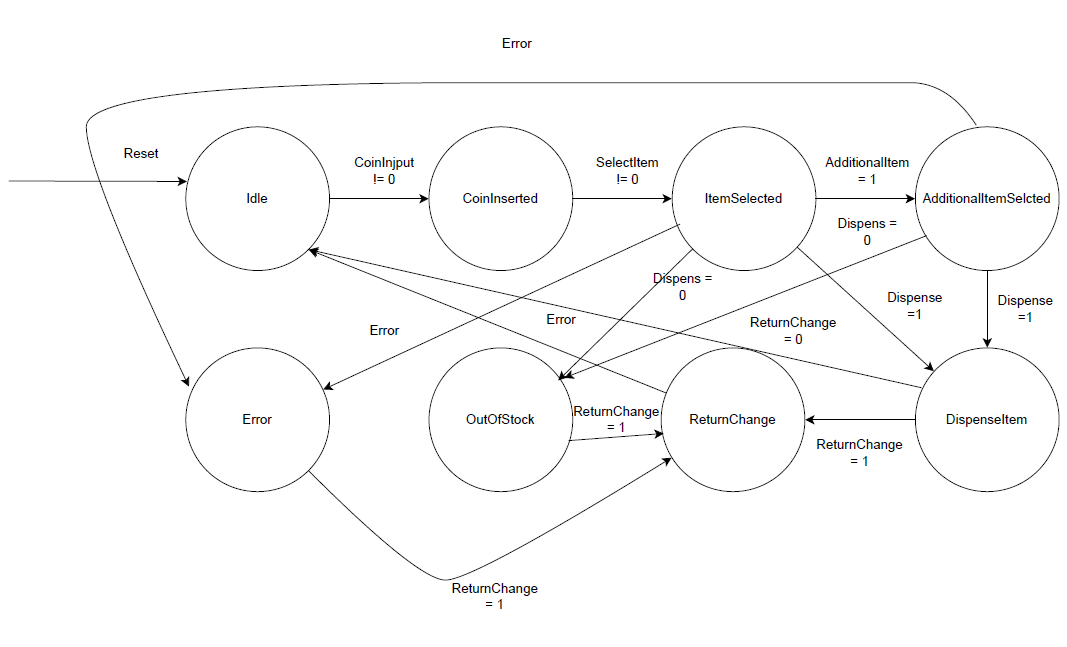 Error
Reset
CoinInjput
!= 0
SelectItem
!= 0
AdditionalItem
= 1
Idle
CoinInserted
ItemSelected
AdditionalItemSelcted
Dispens =
0
Dispens =
0
Dispense
=1
Dispense
=1
Error
Error
ReturnChange
= 0
Error
OutOfStock
ReturnChange
= 1
ReturnChange
DispenseItem
ReturnChange
= 1
ReturnChange
= 1